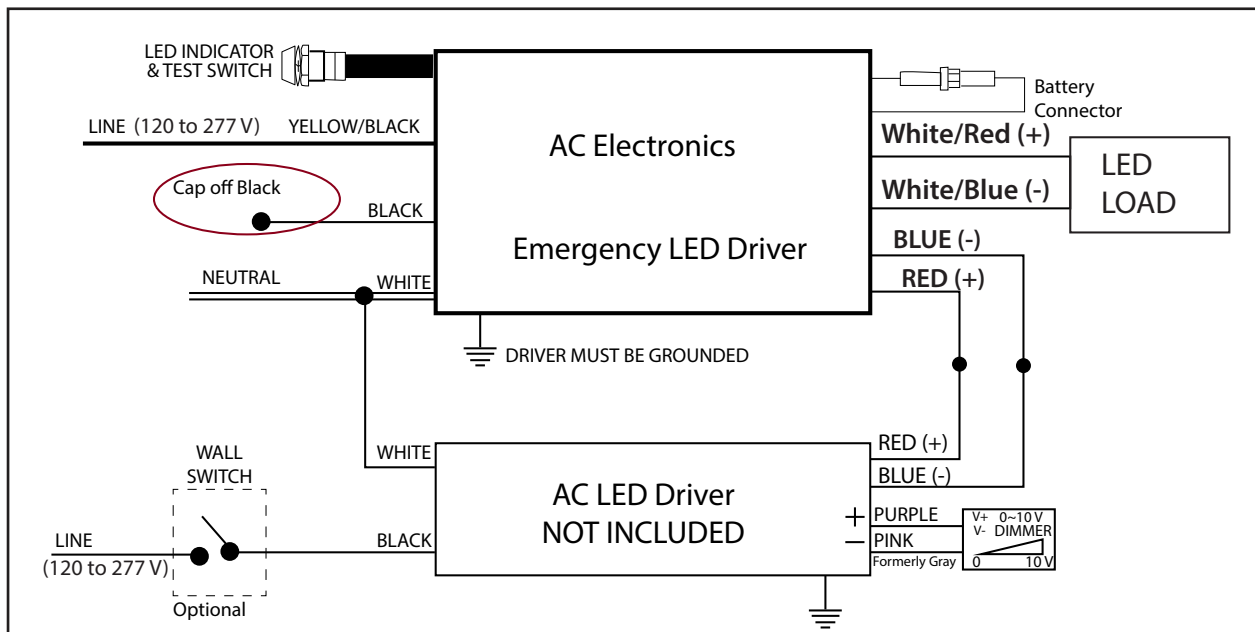 LED INDICATOR
& TEST SWITCH
Battery
Connector
LINE (120 to 277 V) YELLOW/BLACK
AC Electronics
White/Red (+)
LED
LOAD
Cap off Black
White/Blue (-)
BLACK
Emergency LED Driver
BLUE (-)
NEUTRAL
WHITE
RED (+)
DRIVER MUST BE GROUNDED
WALL
SWITCH
WHITE
RED (+)
BLUE (-)
AC LED Driver
NOT INCLUDED
+ PURPLE
V+ 0~10 V
V- DIMMER
LINE
(120 to 277 V)
BLACK
— PINK
Formerly Gray
0 10 V
Optional